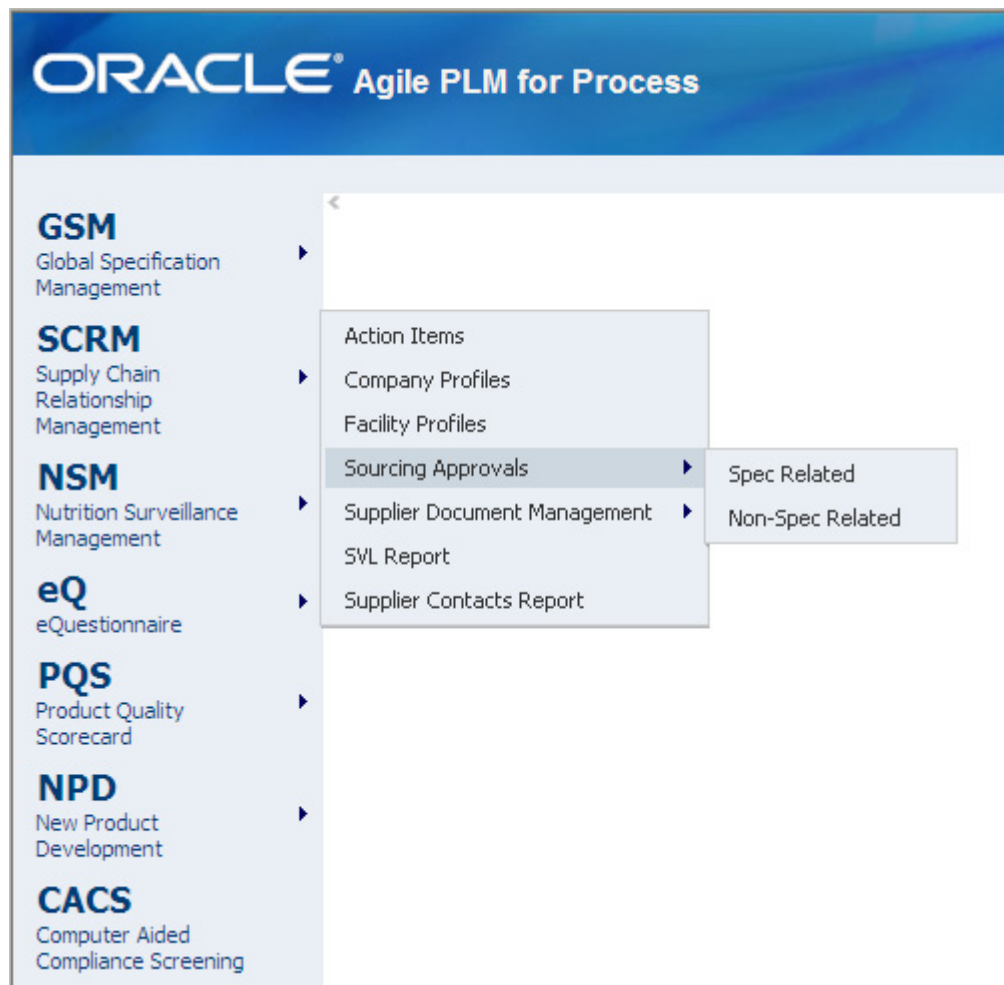 ORACLE® Agile PLM for Process
GSM
Global Specification
Management
SCRM
Supply Chain
Relationship
Management
NSM
Nutrition Surveillance
Management
eQ
eQuestionnaire
PQS
Product Quality
Scorecard
NPD
New Product
Development
CACS
Computer Aided
Compliance Screening
Action Items
Company Profiles
Facility Profiles
Sourcing Approvals
Supplier Document Management
SVL Report
Supplier Contacts Report
Spec Related
Non-Spec Related